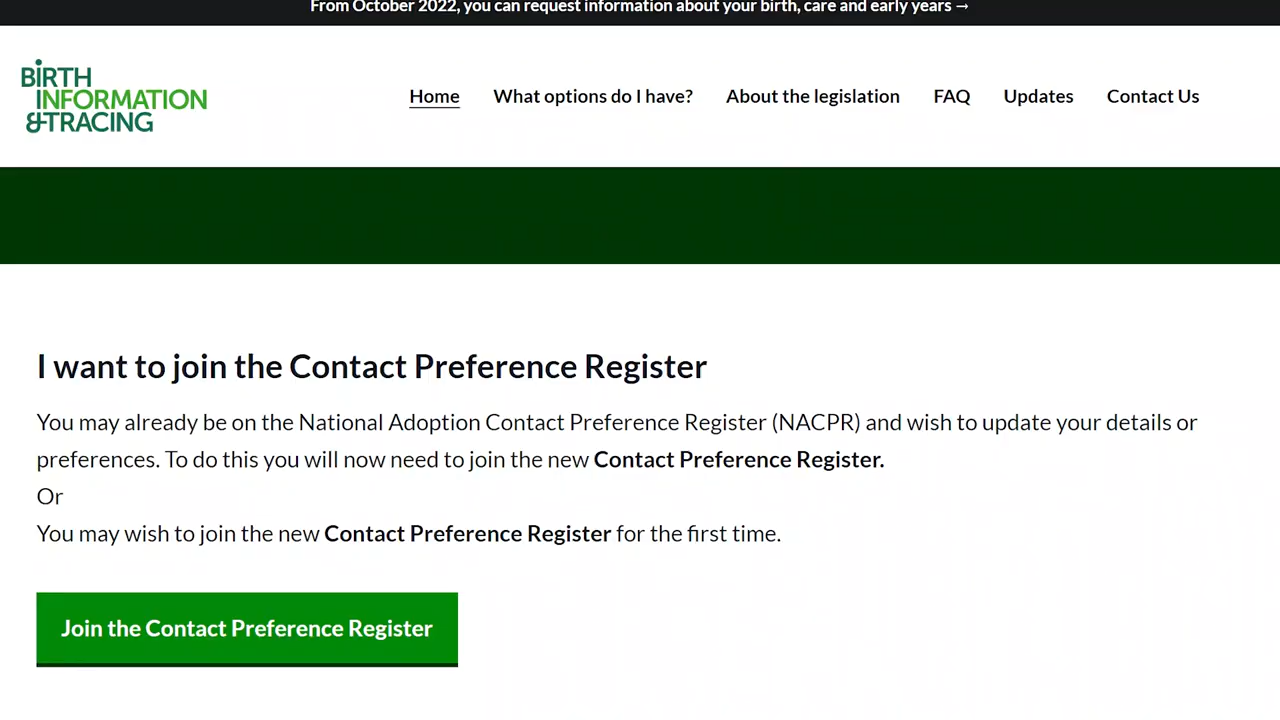 From October 2022, you can request information about your birth, care and early years →
BiRTH
INFORMATION
&TRACING
Home What options do I have? About the legislation FAQ Updates Contact Us
I want to join the Contact Preference Register
You may already be on the National Adoption Contact Preference Register (NACPR) and wish to update your details or
preferences. To do this you will now need to join the new Contact Preference Register.
Or
You may wish to join the new Contact Preference Register for the first time.
Join the Contact Preference Register